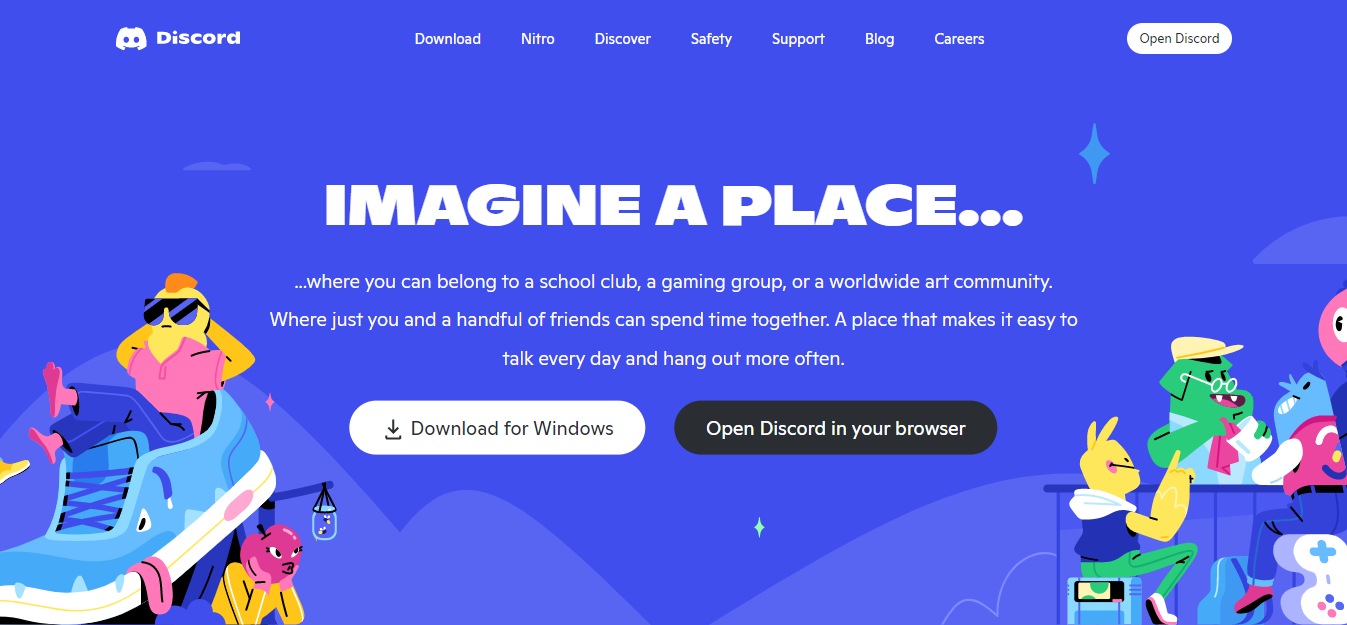 Discord
Download Nitro Discover Safety Support Blog Careers
Open Discord
IMAGINE A PLACE...
...where you can belong to a school club, a gaming group, or a worldwide art community.
Where just you and a handful of friends can spend time together. A place that makes it easy to
talk every day and hang out more often.
Download for Windows
Open Discord in your browser